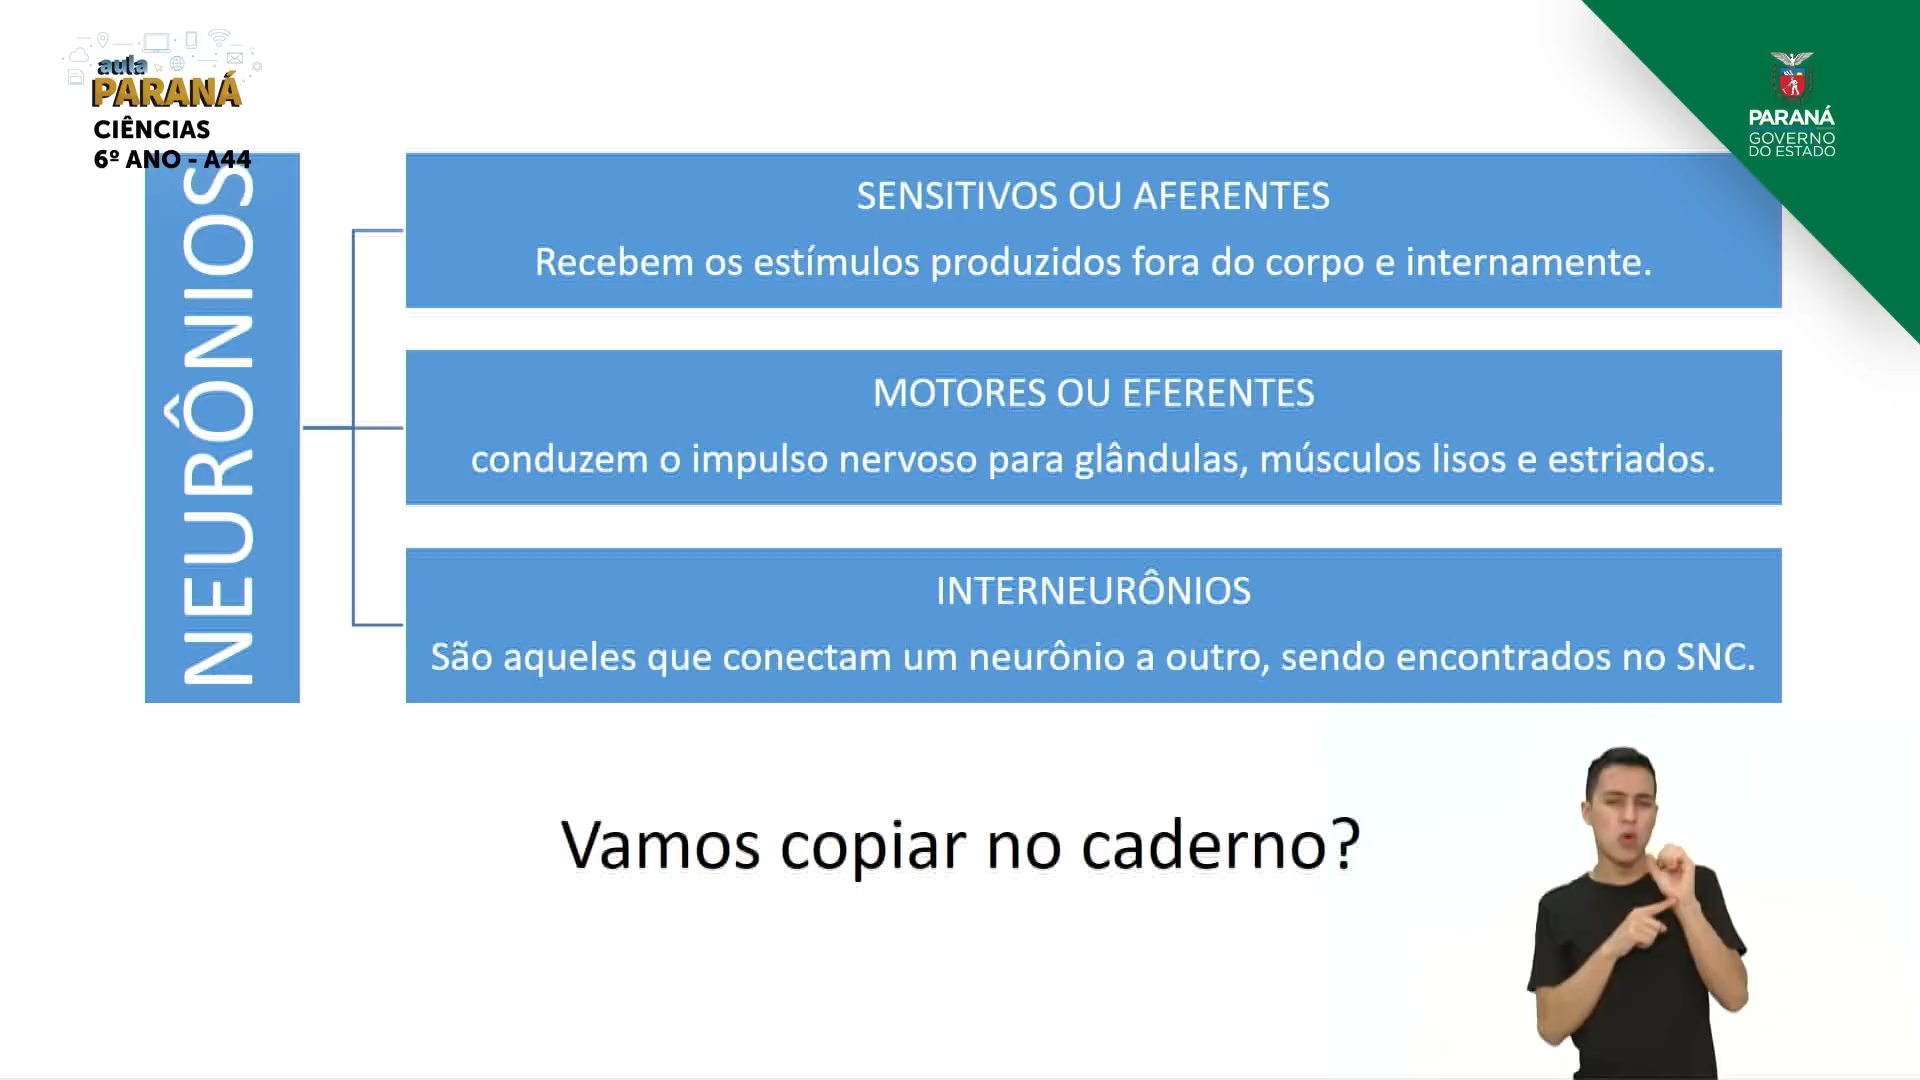 aula
PARANÁ
CIÊNCIAS
6º ANO - A44
PARANÁ
GOVERNO
DO ESTADO
NEURÔNIOS
SENSITIVOS OU AFERENTES
Recebem os estímulos produzidos fora do corpo e internamente.
MOTORES OU EFERENTES
conduzem o impulso nervoso para glândulas, músculos lisos e estriados.
INTERNEURÔNIOS
São aqueles que conectam um neurônio a outro, sendo encontrados no SNC.
Vamos copiar no caderno?